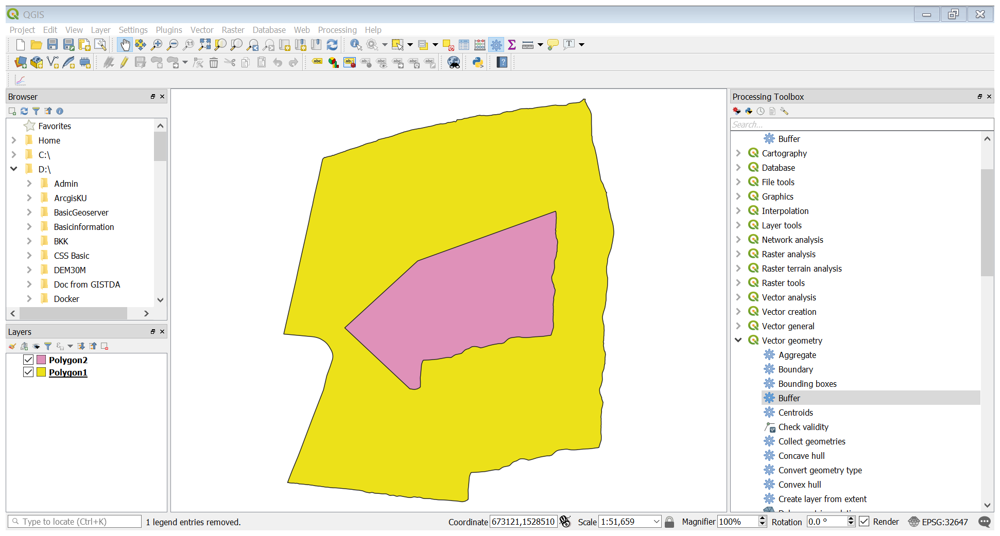 QGIS
Project Edit View Layer Settings Plugins Vector Raster Database Web Processing Help
Browser
Favorites
Home
C:\
D:\
Admin
ArcgisKU
BasicGeoserver
Basicinformation
BKK
CSS Basic
DEM30M
Doc from GISTDA
Docker
Layers
Polygon2
Polygon1
Processing Toolbox
Search...
Buffer
Cartography
Database
File tools
Graphics
Interpolation
Layer tools
Network analysis
Raster analysis
Raster terrain analysis
Raster tools
Vector analysis
Vector creation
Vector general
Vector geometry
Aggregate
Boundary
Bounding boxes
Buffer
Centroids
Check validity
Collect geometries
Concave hull
Convert geometry type
Convex hull
Create layer from extent
Type to locate (Ctrl+K) 1 legend entries removed. Coordinate 673121,1528510 Scale 1:51,659 Magnifier 100% Rotation 0.0 ° Render EPSG:32647